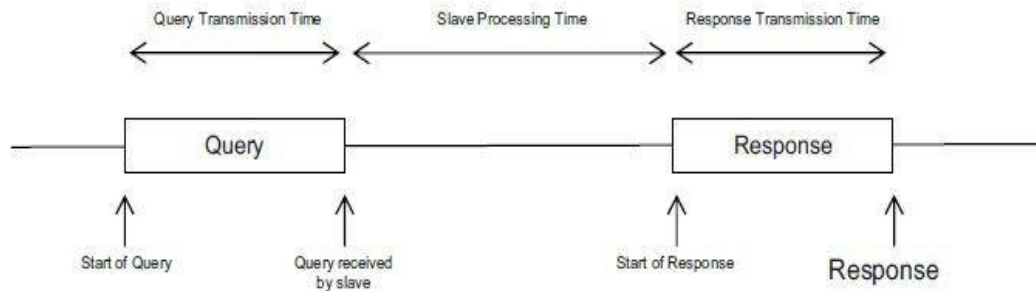 Query Transmission Time
Slave Processing Time
Response Transmission Time
Query
Response
Start of Query
Query received
by slave
Start of Response
Response